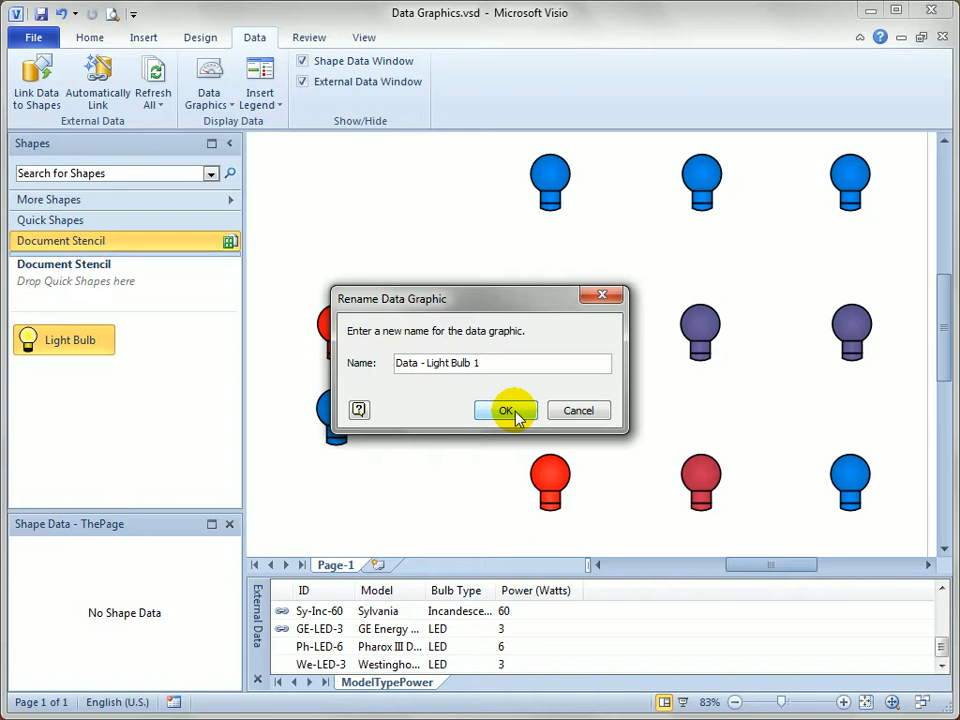 Data Graphics.vsd - Microsoft Visio
File Home Insert Design Data Review View
Link Data to Shapes
Automatically Link
Refresh All
Data Graphics
Insert Legend
Shape Data Window
External Data Window
External Data
Display Data
Show/Hide
Shapes
Search for Shapes
More Shapes
Quick Shapes
Document Stencil
Document Stencil
Drop Quick Shapes here
Light Bulb
Rename Data Graphic
Enter a new name for the data graphic.
Name: Data - Light Bulb 1
OK Cancel
Shape Data - ThePage
No Shape Data
Page-1
External Data
ID Model Bulb Type Power (Watts)
Sy-Inc-60 Sylvania Incandesce... 60
GE-LED-3 GE Energy ... LED 3
Ph-LED-6 Pharox III D... LED 6
We-LED-3 Westingho... LED 3
ModelTypePower
Page 1 of 1 English (U.S.) 83%